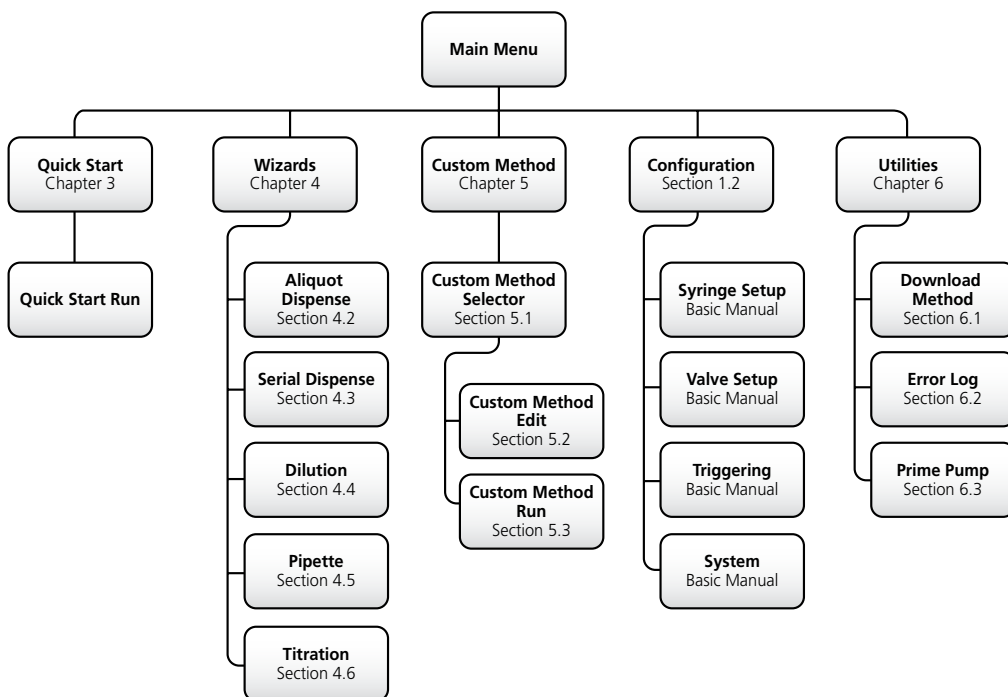 Main Menu
Quick Start
Chapter 3
Wizards
Chapter 4
Custom Method
Chapter 5
Configuration
Section 1.2
Utilities
Chapter 6
Quick Start Run
Aliquot
Dispense
Section 4.2
Serial Dispense
Section 4.3
Dilution
Section 4.4
Pipette
Section 4.5
Titration
Section 4.6
Custom Method
Selector
Section 5.1
Custom Method
Edit
Section 5.2
Custom Method
Run
Section 5.3
Syringe Setup
Basic Manual
Valve Setup
Basic Manual
Triggering
Basic Manual
System
Basic Manual
Download
Method
Section 6.1
Error Log
Section 6.2
Prime Pump
Section 6.3